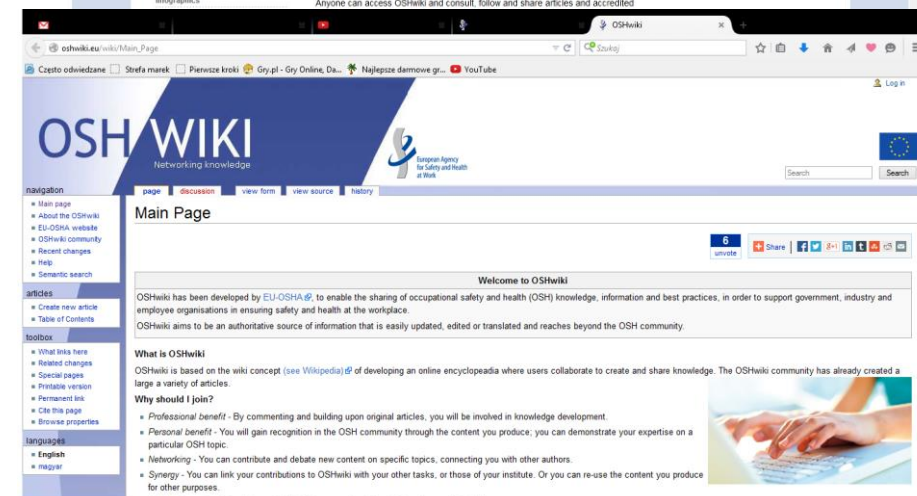 Infographics
Anyone can access OSHwiki and consult, follow and share articles and accredited
OSHwiki
oshwiki.eu/wiki/Main_Page
Szukaj
Często odwiedzane
Strefa marek
Pierwsze kroki
Gry.pl - Gry Online, Da...
Najlepsze darmowe gr...
YouTube
Log in
OSH WIKI
Networking knowledge
European Agency
for Safety and Health
at Work
Search
Search
navigation
Main page
About the OSHwiki
EU-OSHA website
OSHwiki community
Recent changes
Help
Semantic search
articles
Create new article
Table of Contents
toolbox
What links here
Related changes
Special pages
Printable version
Permanent link
Cite this page
Browse properties
languages
English
magyar
page
discussion
view form
view source
history
Main Page
6
unvote
Share
Welcome to OSHwiki
OSHwiki has been developed by EU-OSHA, to enable the sharing of occupational safety and health (OSH) knowledge, information and best practices, in order to support government, industry and
employee organisations in ensuring safety and health at the workplace.
OSHwiki aims to be an authoritative source of information that is easily updated, edited or translated and reaches beyond the OSH community.
What is OSHwiki
OSHwiki is based on the wiki concept (see Wikipedia) of developing an online encyclopeadia where users collaborate to create and share knowledge. The OSHwiki community has already created a
large a variety of articles.
Why should I join?
Professional benefit - By commenting and building upon original articles, you will be involved in knowledge development.
Personal benefit - You will gain recognition in the OSH community through the content you produce; you can demonstrate your expertise on a
particular OSH topic.
Networking - You can contribute and debate new content on specific topics, connecting you with other authors.
Synergy - You can link your contributions to OSHwiki with your other tasks, or those of your institute. Or you can re-use the content you produce
for other purposes.